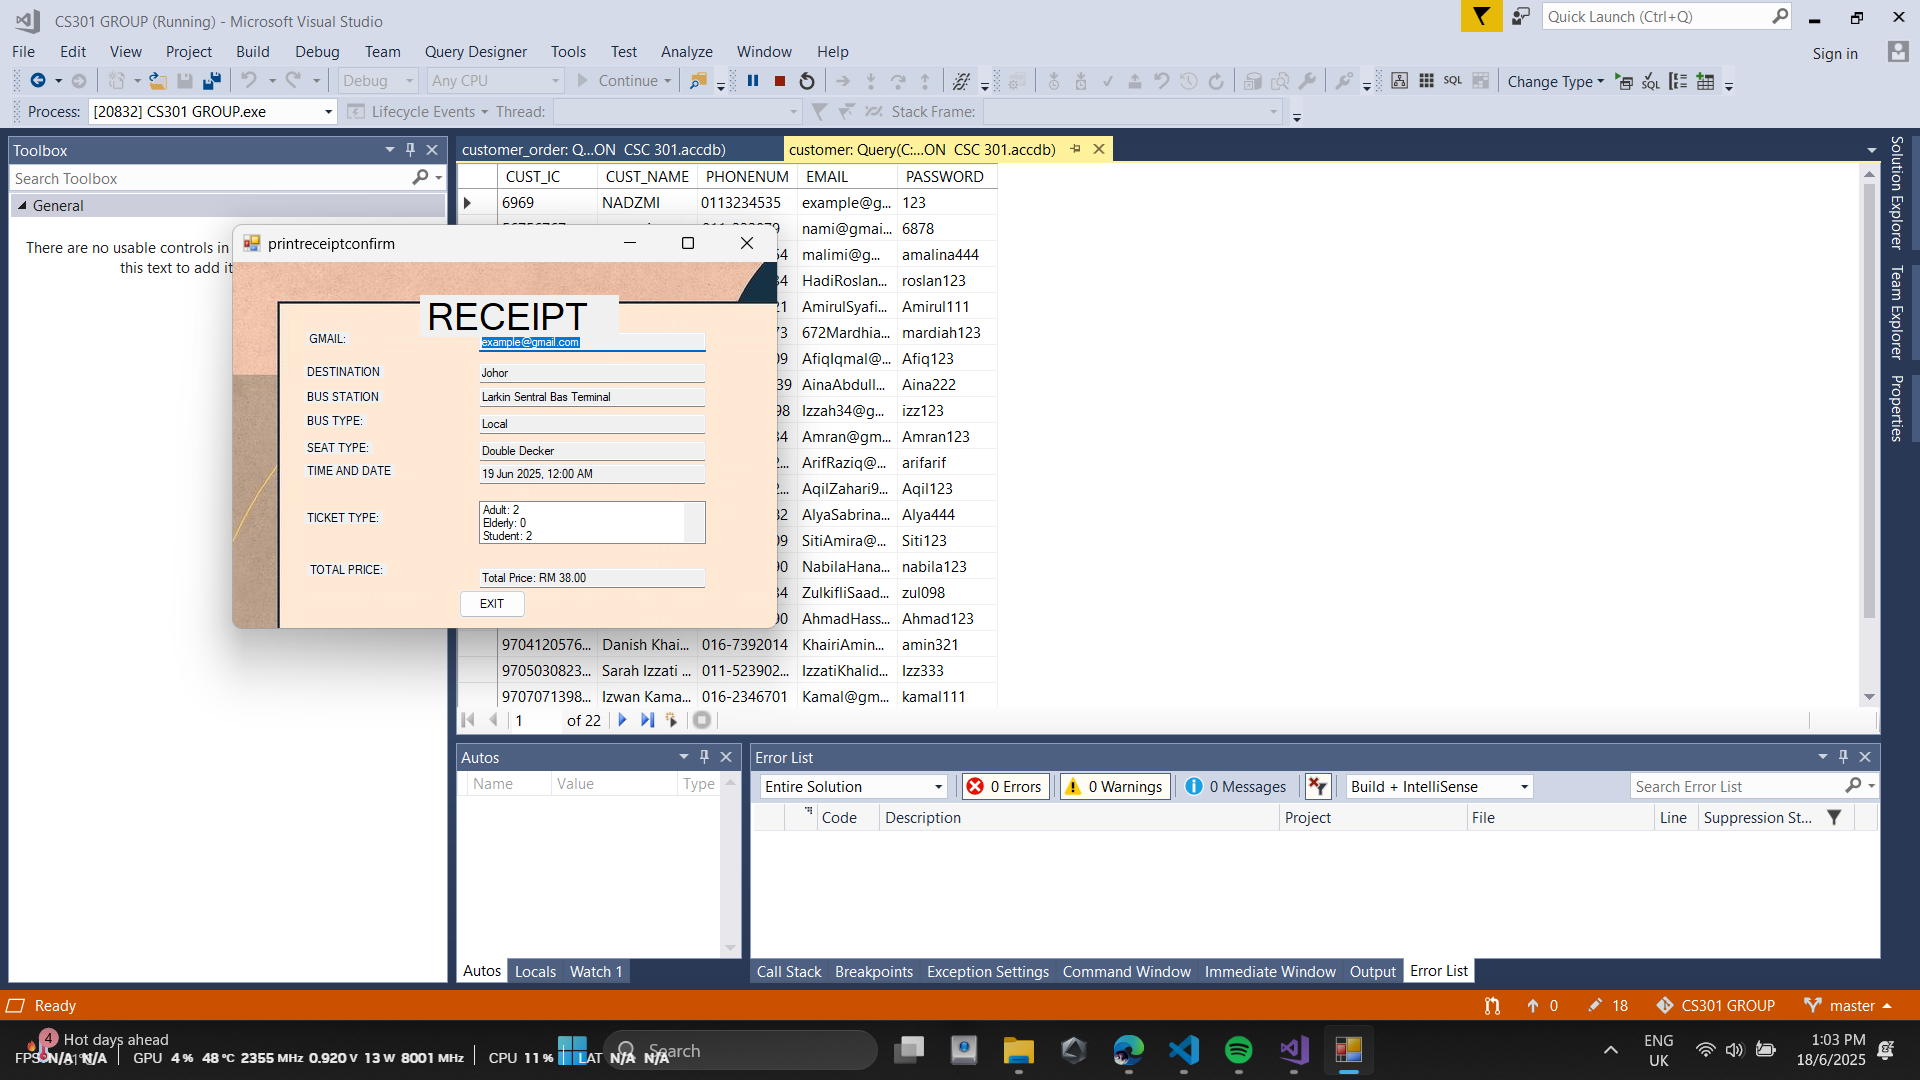 CS301 GROUP (Running) - Microsoft Visual Studio
Quick Launch (Ctrl+Q)
File Edit View Project Build Debug Team Query Designer Tools Test Analyze Window Help
Sign in
Debug Any CPU Continue SQL Change Type SQL
Process: [20832] CS301 GROUP.exe Lifecycle Events Thread: Stack Frame:
Toolbox
Search Toolbox
General
There are no usable controls in
this text to add it
customer_order: Q...ON CSC 301.accdb)
customer: Query(C:...ON CSC 301.accdb)
CUST_IC CUST_NAME PHONENUM EMAIL PASSWORD
6969 NADZMI 0113234535 example@g... 123
nami@gmai... 6878
malimi@g... amalina444
HadiRoslan... roslan123
AmirulSyafi... Amirul111
73 672Mardhia... mardiah123
09 AfiqIqmal@... Afiq123
39 AinaAbdull... Aina222
98 Izzah34@g... izz123
34 Amran@gm... Amran123
2... ArifRaziq@... arifarif
2... AqilZahari9... Aqil123
32 AlyaSabrina... Alya444
09 SitiAmira@... Siti123
90 NabilaHana... nabila123
34 ZulkifliSaad... zul098
90 AhmadHass... Ahmad123
9704120576... Danish Khai... 016-7392014 KhairiAmin... amin321
9705030823... Sarah Izzati ... 011-523902... IzzatiKhalid... Izz333
9707071398... Izwan Kama... 016-2346701 Kamal@gm... kamal111
1 of 22
printreceiptconfirm
RECEIPT
GMAIL: example@gmail.com
DESTINATION Johor
BUS STATION Larkin Sentral Bas Terminal
BUS TYPE: Local
SEAT TYPE: Double Decker
TIME AND DATE 19 Jun 2025, 12:00 AM
TICKET TYPE:
Adult: 2
Elderly: 0
Student: 2
TOTAL PRICE: Total Price: RM 38.00
EXIT
Solution Explorer
Team Explorer
Properties
Autos
Name Value Type
Autos Locals Watch 1
Error List
Entire Solution 0 Errors 0 Warnings 0 Messages Build + IntelliSense Search Error List
Code Description Project File Line Suppression St...
Call Stack Breakpoints Exception Settings Command Window Immediate Window Output Error List
Ready
0 18 CS301 GROUP master
4 Hot days ahead
FPS N/A N/A GPU 4 % 48 °C 2355 MHz 0.920 V 13 W 8001 MHz CPU 11 % LAT N/A N/A
Search
ENG
UK
1:03 PM
18/6/2025